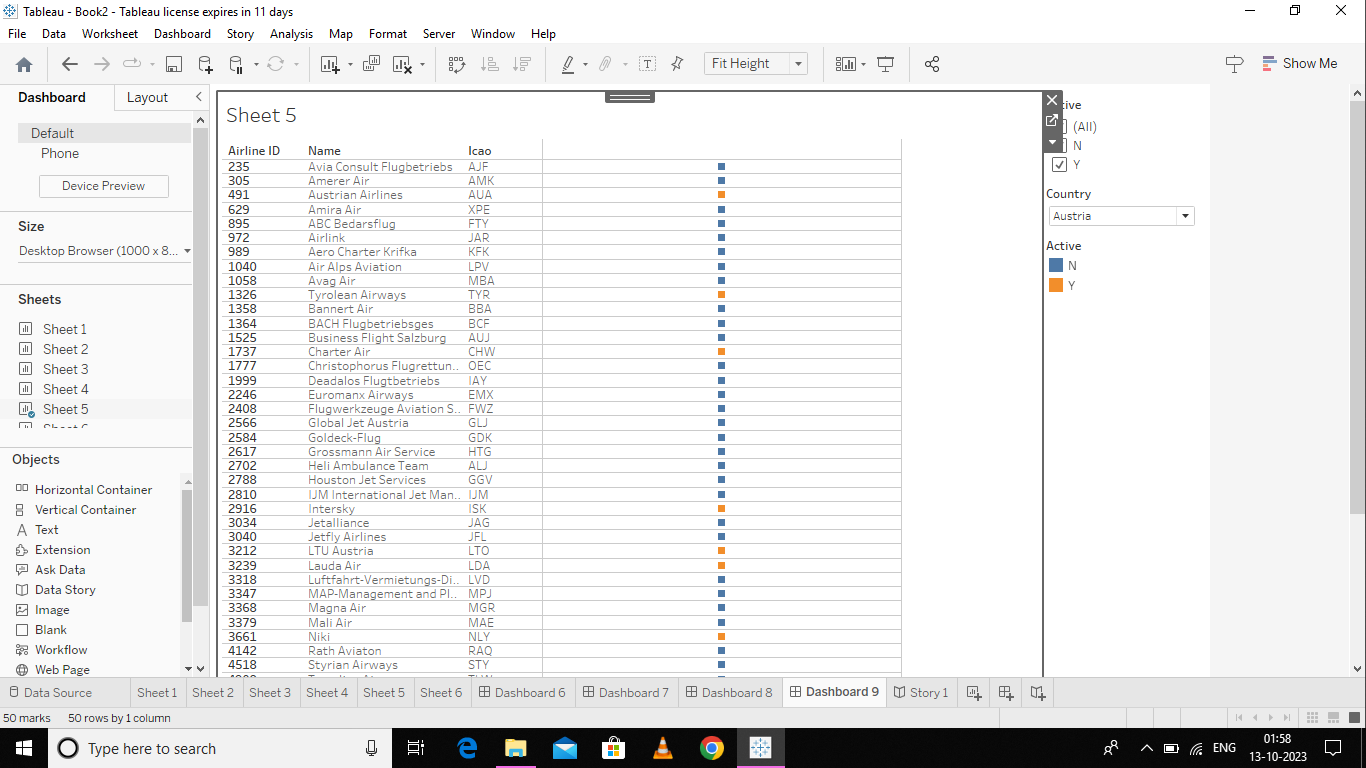 Tableau - Book2 - Tableau license expires in 11 days
File Data Worksheet Dashboard Story Analysis Map Format Server Window Help
Fit Height
Show Me
Dashboard Layout
Default
Phone
Device Preview
Size
Desktop Browser (1000 x 8...
Sheets
Sheet 1
Sheet 2
Sheet 3
Sheet 4
Sheet 5
Objects
Horizontal Container
Vertical Container
Text
Extension
Ask Data
Data Story
Image
Blank
Workflow
Web Page
Sheet 5
Airline ID Name Icao
235 Avia Consult Flugbetriebs AJF
305 Amerer Air AMK
491 Austrian Airlines AUA
629 Amira Air XPE
895 ABC Bedarsflug FTY
972 Airlink JAR
989 Aero Charter Krifka KFK
1040 Air Alps Aviation LPV
1058 Avag Air MBA
1326 Tyrolean Airways TYR
1358 Bannert Air BBA
1364 BACH Flugbetriebsges BCF
1525 Business Flight Salzburg AUJ
1737 Charter Air CHW
1777 Christophorus Flugrettun.. OEC
1999 Deadalos Flugtbetriebs IAY
2246 Euromanx Airways EMX
2408 Flugwerkzeuge Aviation S.. FWZ
2566 Global Jet Austria GLJ
2584 Goldeck-Flug GDK
2617 Grossmann Air Service HTG
2702 Heli Ambulance Team ALJ
2788 Houston Jet Services GGV
2810 IJM International Jet Man.. IJM
2916 Intersky ISK
3034 Jetalliance JAG
3040 Jetfly Airlines JFL
3212 LTU Austria LTO
3239 Lauda Air LDA
3318 Luftfahrt-Vermietungs-Di.. LVD
3347 MAP-Management and Pl.. MPJ
3368 Magna Air MGR
3379 Mali Air MAE
3661 Niki NLY
4142 Rath Aviaton RAQ
4518 Styrian Airways STY
(All)
N
Y
Country
Austria
Active
N
Y
Data Source Sheet 1 Sheet 2 Sheet 3 Sheet 4 Sheet 5 Sheet 6 Dashboard 6 Dashboard 7 Dashboard 8 Dashboard 9 Story 1
50 marks 50 rows by 1 column
Type here to search
ENG
01:58
13-10-2023